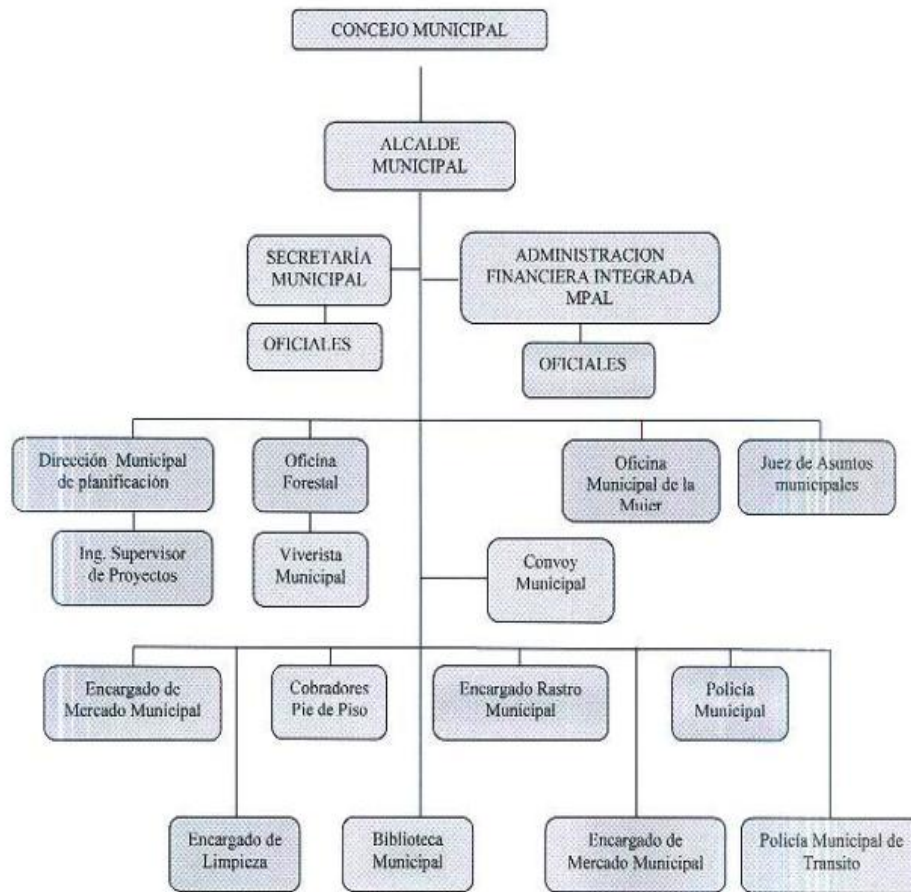 CONCEJO MUNICIPAL
ALCALDE
MUNICIPAL
SECRETARÍA
MUNICIPAL
ADMINISTRACION
FINANCIERA INTEGRADA
MPAL
OFICIALES
OFICIALES
Dirección Municipal
de planificación
Oficina
Forestal
Oficina
Municipal de la
Mujer
Juez de Asuntos
municipales
Ing. Supervisor
de Proyectos
Viverista
Municipal
Convoy
Municipal
Encargado de
Mercado Municipal
Cobradores
Pie de Piso
Encargado Rastro
Municipal
Policía
Municipal
Encargado de
Limpieza
Biblioteca
Municipal
Encargado de
Mercado Municipal
Policía Municipal de
Transito